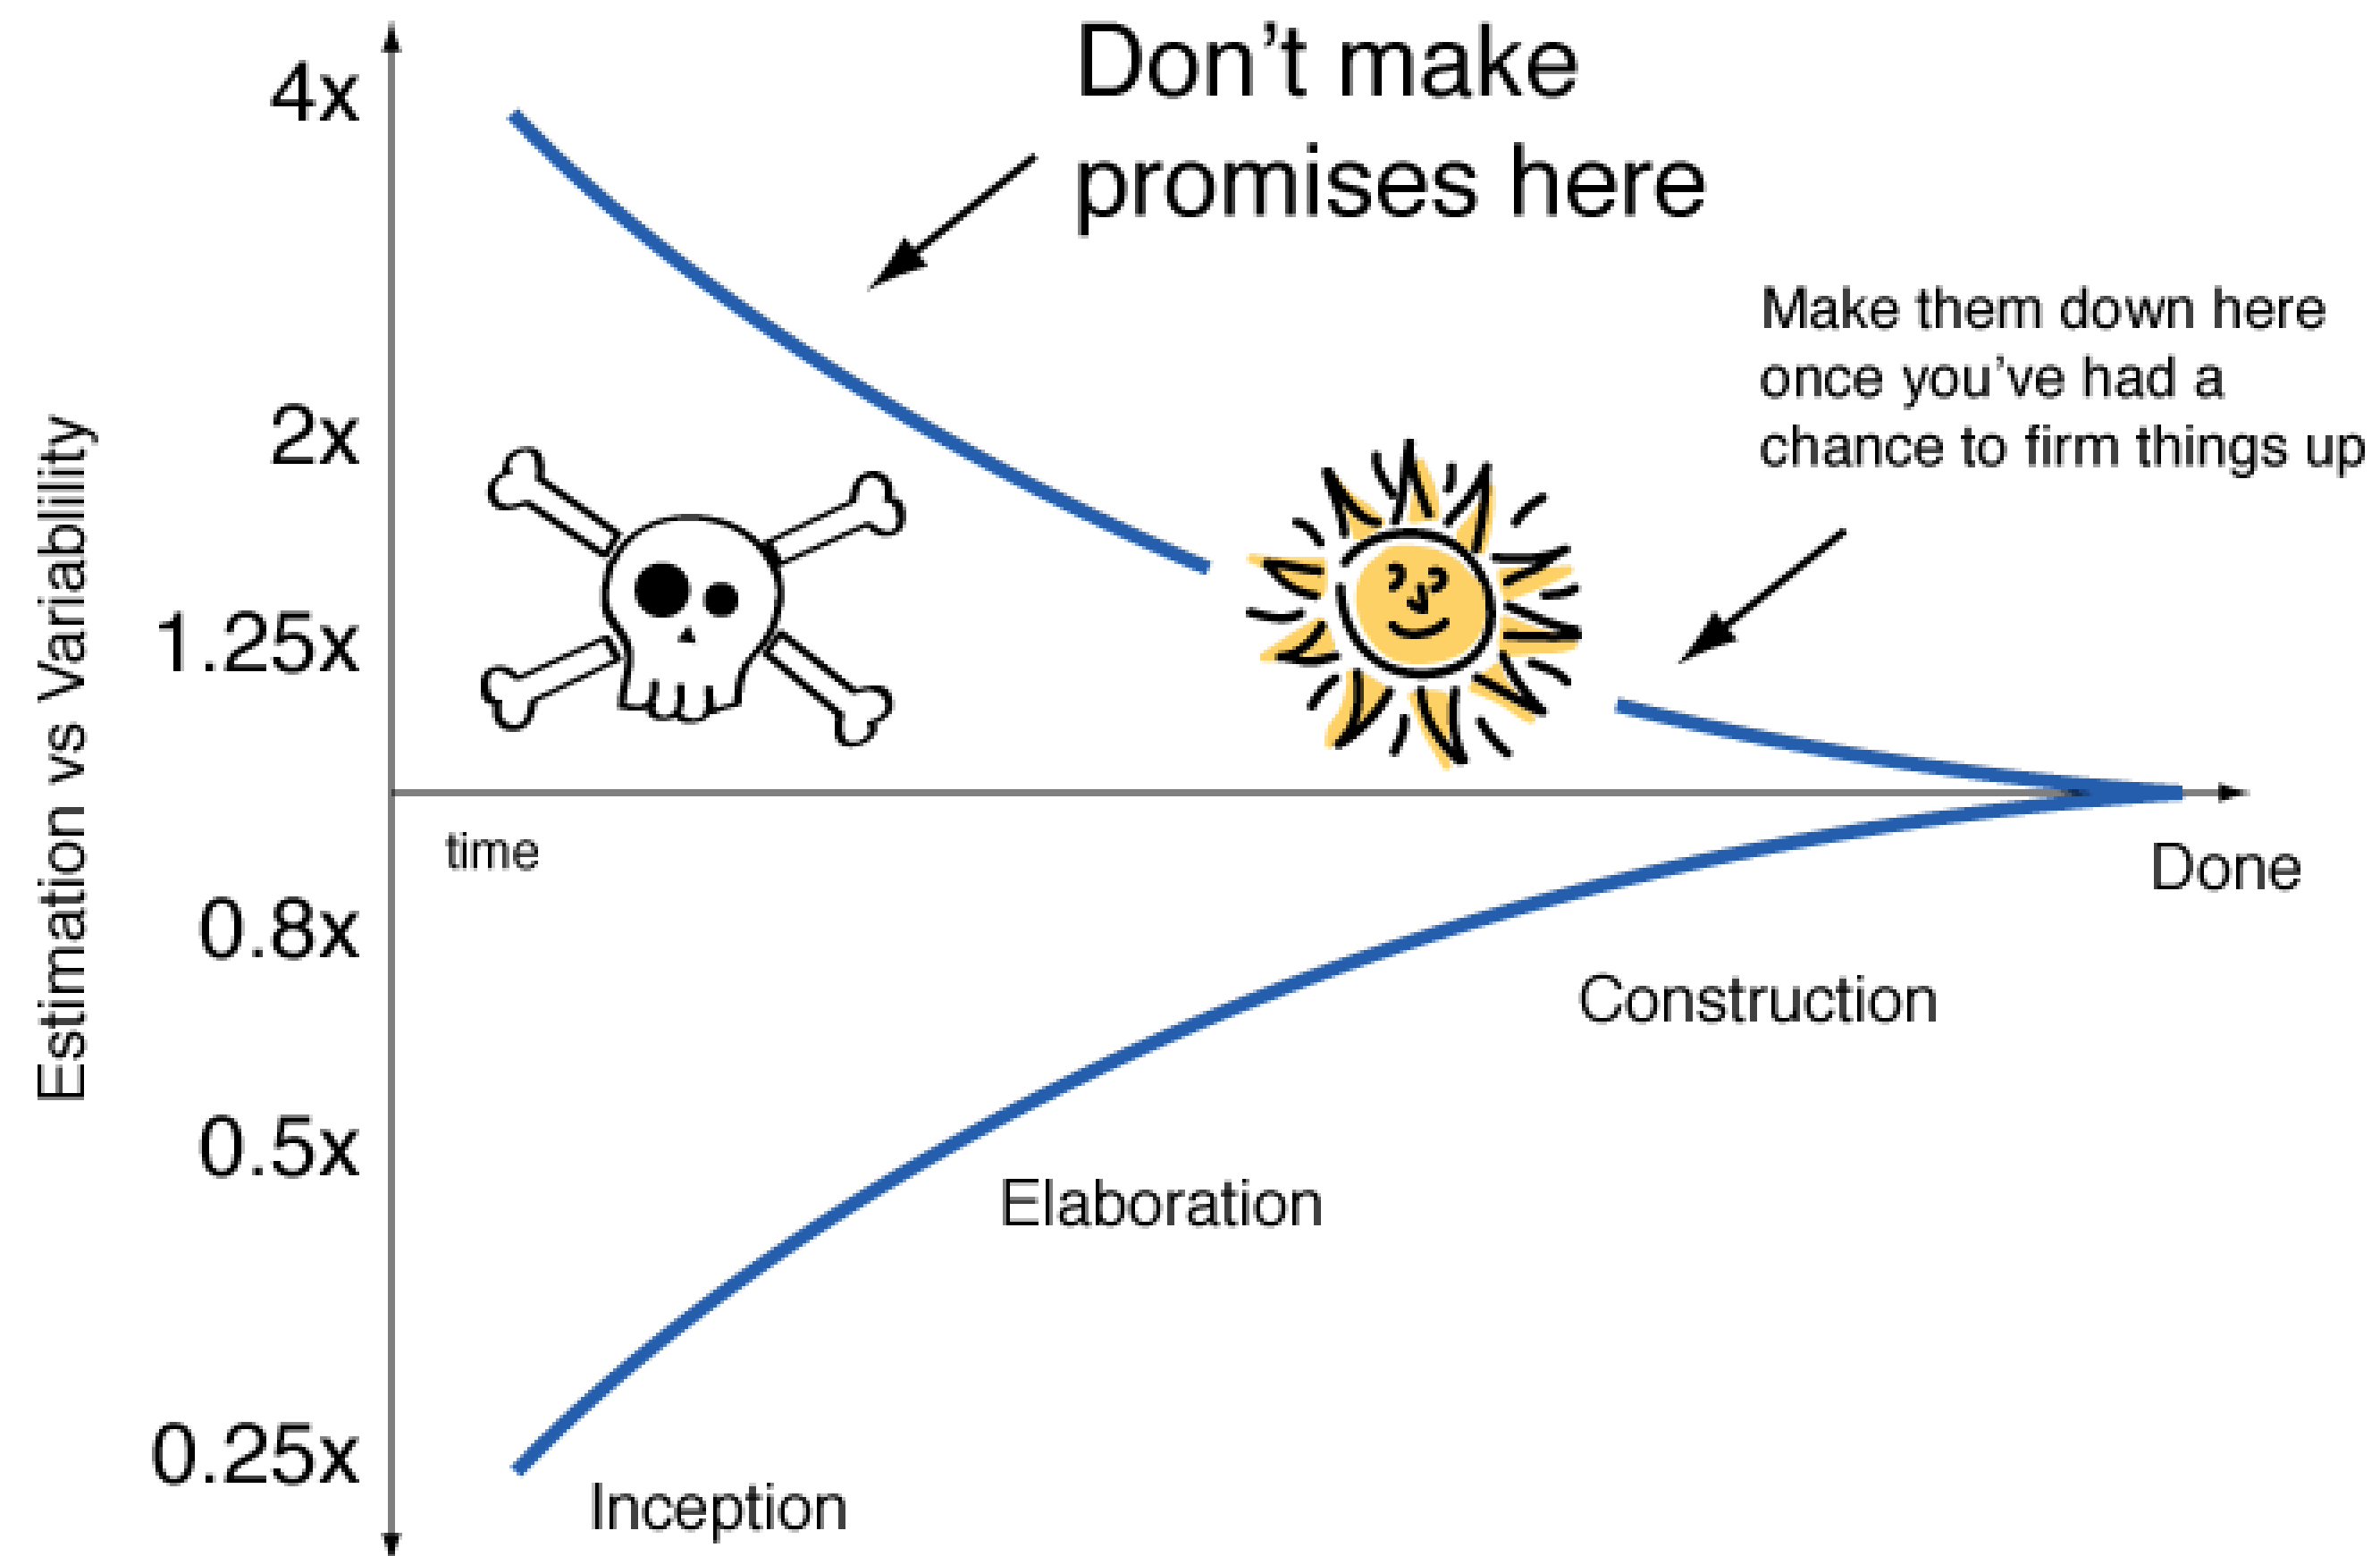 Don't make
promises here
Make them down here
once you've had a
chance to firm things up
4x
2x
1.25x
0.8x
0.5x
0.25x
Estimation vs Variablility
time
Done
Construction
Elaboration
Inception